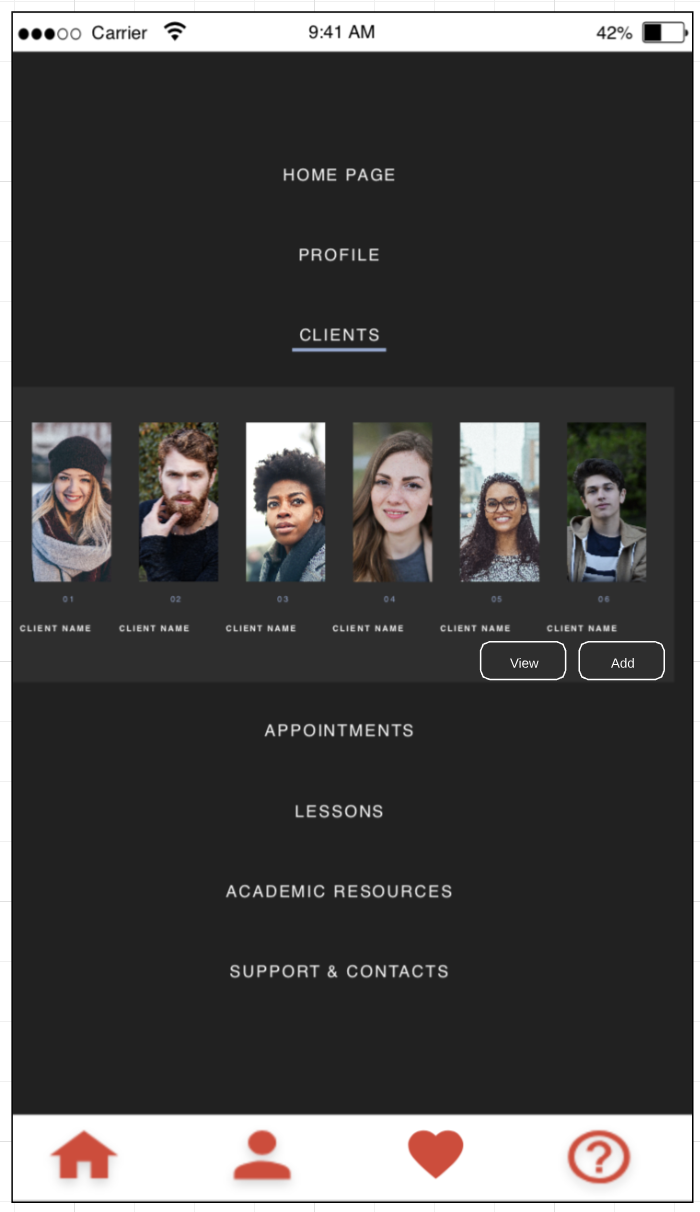 Carrier 9:41 AM 42%
HOME PAGE
PROFILE
CLIENTS
01 02 03 04 05 06
CLIENT NAME CLIENT NAME CLIENT NAME CLIENT NAME CLIENT NAME CLIENT NAME
View Add
APPOINTMENTS
LESSONS
ACADEMIC RESOURCES
SUPPORT & CONTACTS
?